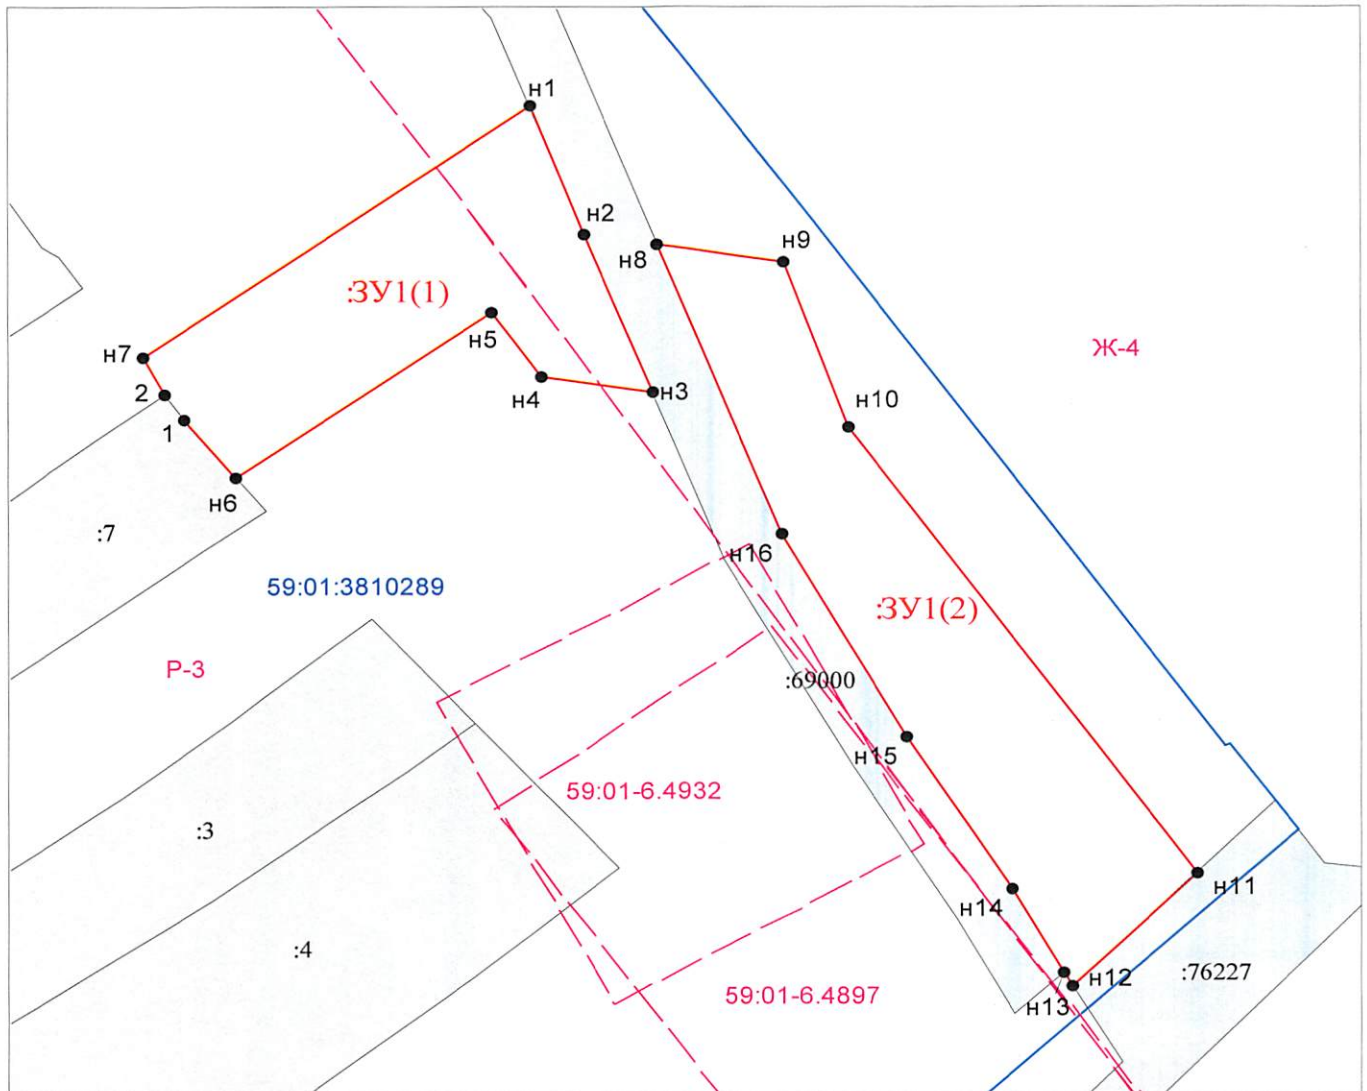 н1
н2
н8
н9
:ЗУ1(1)
н5
н7
Ж-4
2
н4
н3
н10
1
н6
:7
н16
59:01:3810289
:ЗУ1(2)
Р-3
:69000
н15
59:01-6.4932
:3
н11
н14
:4
н12
:76227
59:01-6.4897
н13